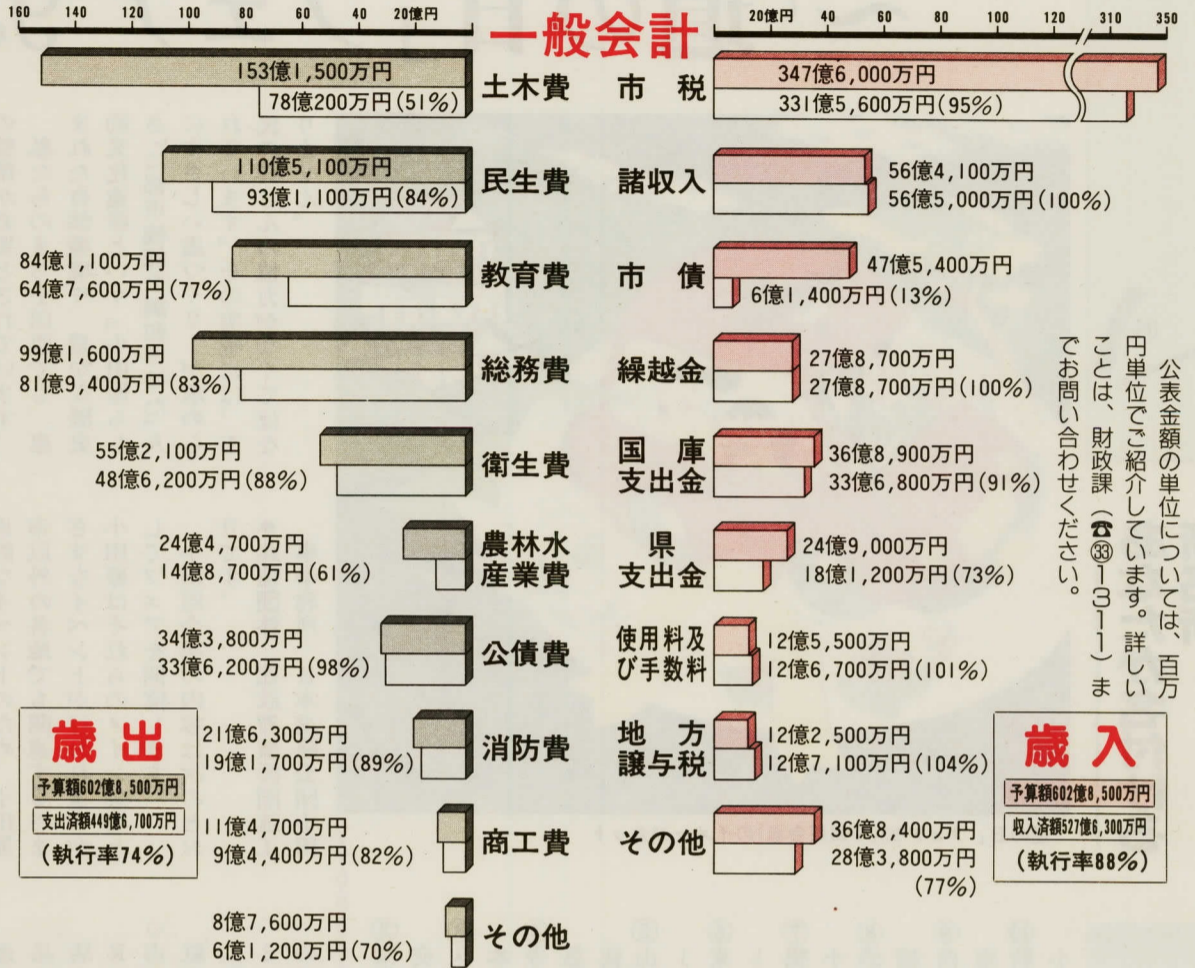 一般会計
160 140 120 100 80 60 40 20億円
20億円 40 60 80 100 120 310 350
土木費
153億1,500万円
78億200万円(51%)
民生費
110億5,100万円
93億1,100万円(84%)
教育費
84億1,100万円
64億7,600万円(77%)
総務費
99億1,600万円
81億9,400万円(83%)
衛生費
55億2,100万円
48億6,200万円(88%)
農林水
産業費
24億4,700万円
14億8,700万円(61%)
公債費
34億3,800万円
33億6,200万円(98%)
消防費
21億6,300万円
19億1,700万円(89%)
商工費
11億4,700万円
9億4,400万円(82%)
その他
8億7,600万円
6億1,200万円(70%)
歳出
予算額602億8,500万円
支出済額449億6,700万円
(執行率74%)
市税
347億6,000万円
331億5,600万円(95%)
諸収入
56億4,100万円
56億5,000万円(100%)
市債
47億5,400万円
6億1,400万円(13%)
繰越金
27億8,700万円
27億8,700万円(100%)
国庫
支出金
36億8,900万円
33億6,800万円(91%)
県
支出金
24億9,000万円
18億1,200万円(73%)
使用料及
び手数料
12億5,500万円
12億6,700万円(101%)
地方
譲与税
12億2,500万円
12億7,100万円(104%)
その他
36億8,400万円
28億3,800万円
(77%)
歳入
予算額602億8,500万円
収入済額527億6,300万円
(執行率88%)
公表金額の単位については、百万
円単位でご紹介しています。詳しい
ことは、財政課(☎㉝1311)ま
でお問い合わせください。